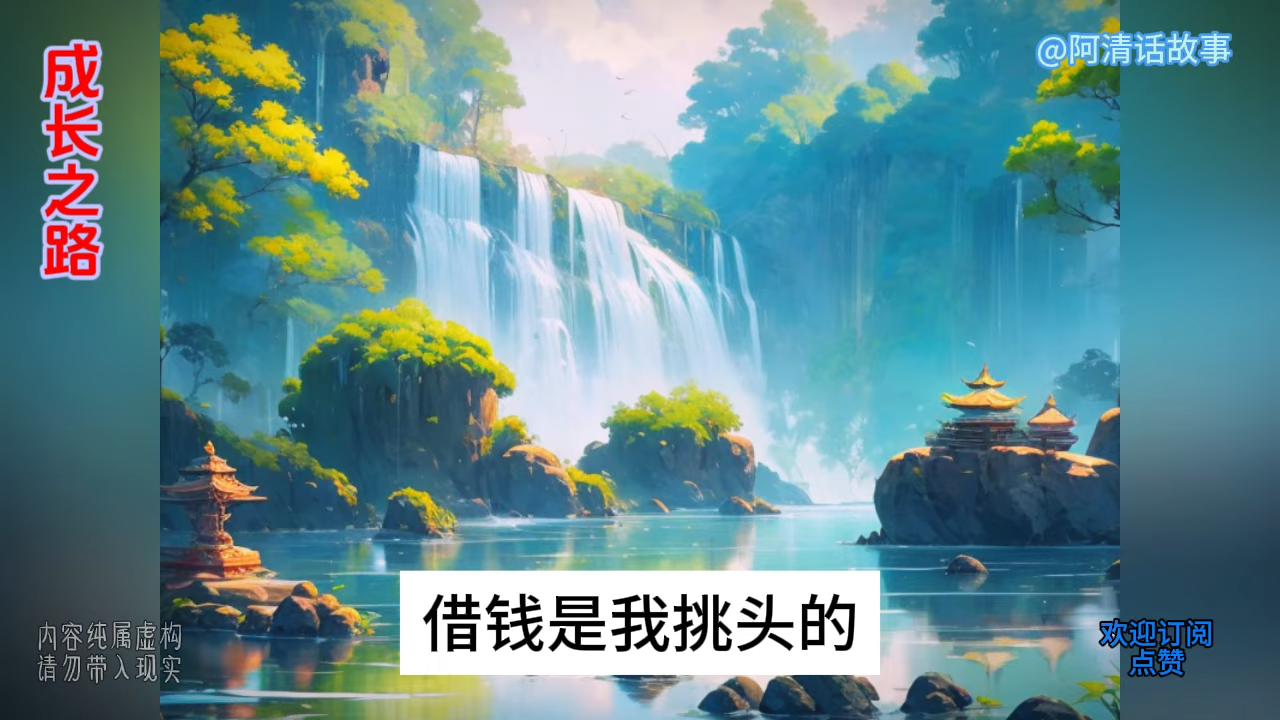 成长之路
@阿清话故事
借钱是我挑头的
内容纯属虚构
请勿带入现实
欢迎订阅
点赞